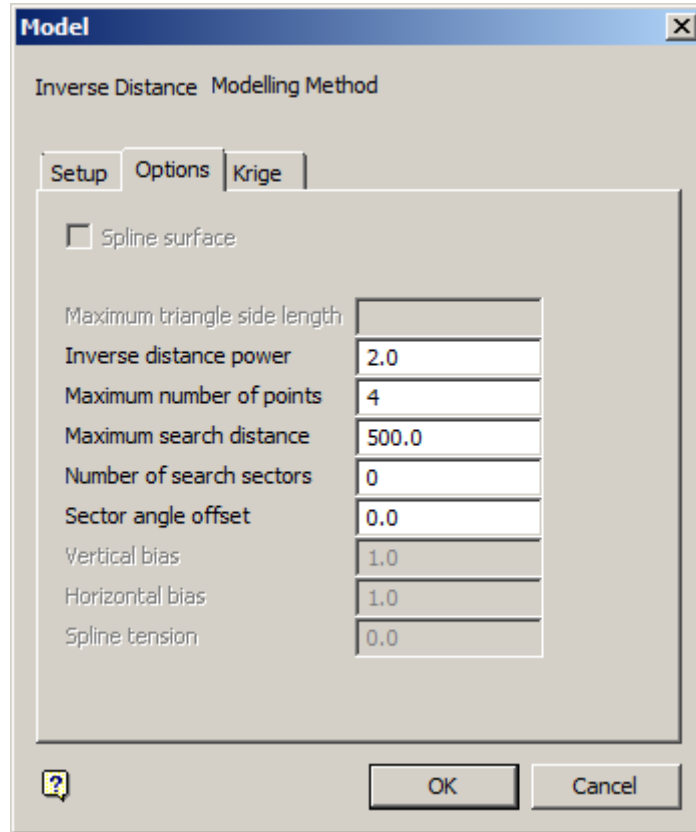 Model
Inverse Distance Modelling Method
Setup Options Krige
Spline surface
Maximum triangle side length
Inverse distance power 2.0
Maximum number of points 4
Maximum search distance 500.0
Number of search sectors 0
Sector angle offset 0.0
Vertical bias 1.0
Horizontal bias 1.0
Spline tension 0.0
OK Cancel